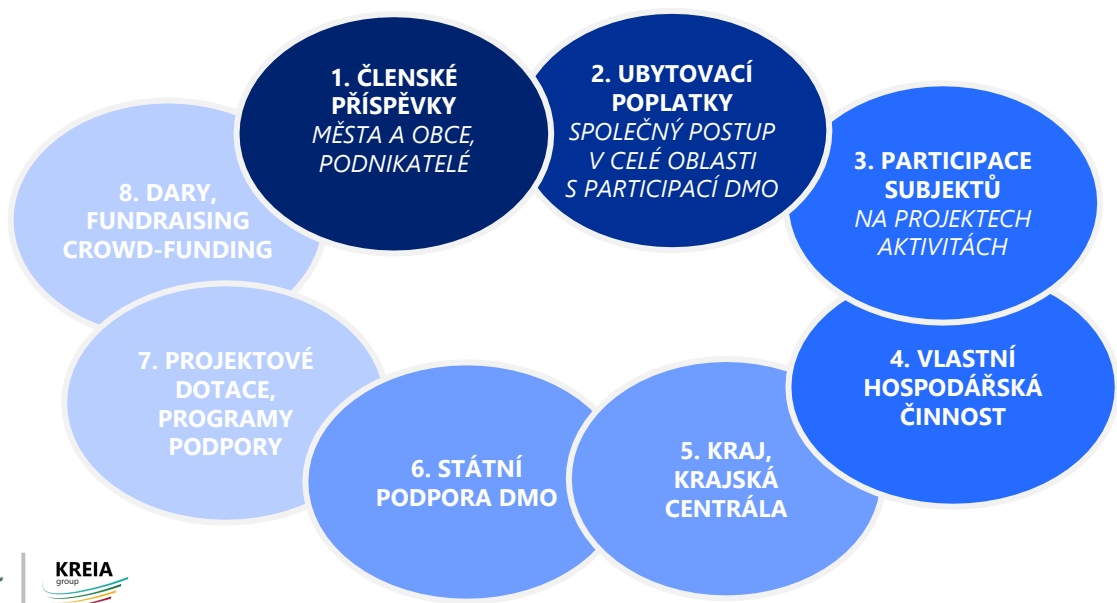 1. ČLENSKÉ
PŘÍSPĚVKY
MĚSTA A OBCE,
PODNIKATELÉ
2. UBYTOVACÍ
POPLATKY
SPOLEČNÝ POSTUP
V CELÉ OBLASTI
S PARTICIPACÍ DMO
3. PARTICIPACE
SUBJEKTŮ
NA PROJEKTECH
AKTIVITÁCH
4. VLASTNÍ
HOSPODÁŘSKÁ
ČINNOST
5. KRAJ,
KRAJSKÁ
CENTRÁLA
6. STÁTNÍ
PODPORA DMO
7. PROJEKTOVÉ
DOTACE,
PROGRAMY
PODPORY
8. DARY,
FUNDRAISING
CROWD-FUNDING
KREIA
group